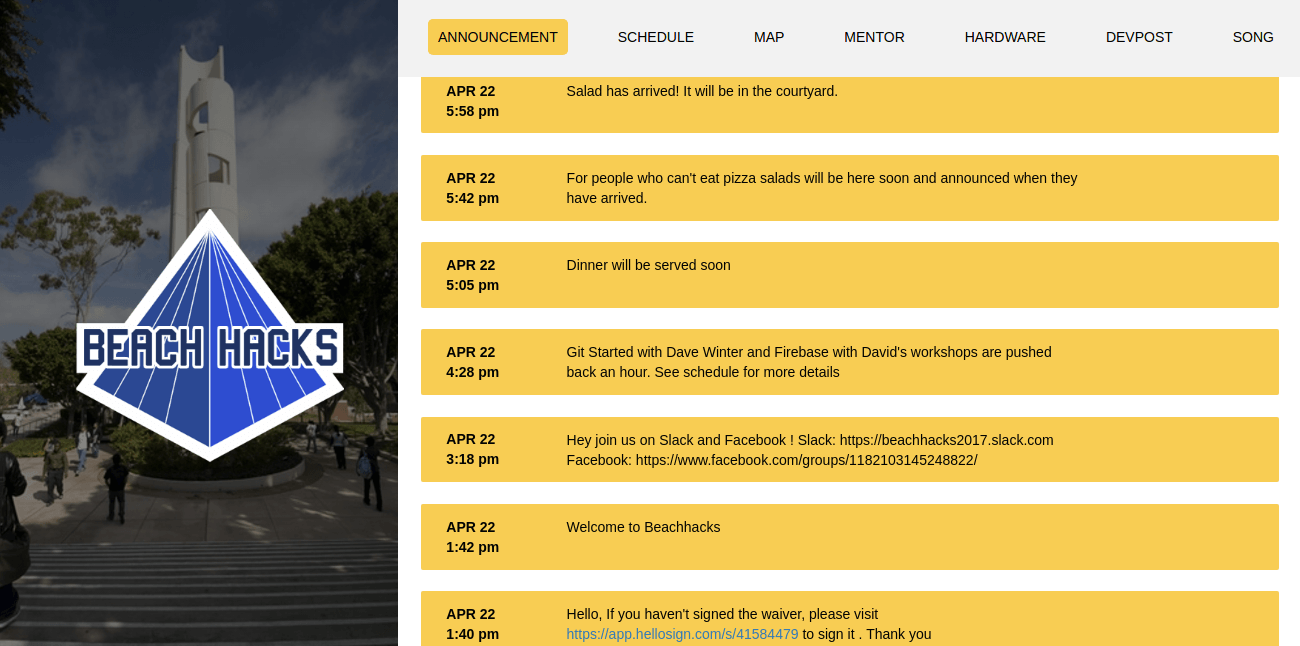 BEACH HACKS
ANNOUNCEMENT SCHEDULE MAP MENTOR HARDWARE DEVPOST SONG
APR 22 Salad has arrived! It will be in the courtyard.
5:58 pm
APR 22 For people who can't eat pizza salads will be here soon and announced when they
5:42 pm have arrived.
APR 22 Dinner will be served soon
5:05 pm
APR 22 Git Started with Dave Winter and Firebase with David's workshops are pushed
4:28 pm back an hour. See schedule for more details
APR 22 Hey join us on Slack and Facebook ! Slack: https://beachhacks2017.slack.com
3:18 pm Facebook: https://www.facebook.com/groups/1182103145248822/
APR 22 Welcome to Beachhacks
1:42 pm
APR 22 Hello, If you haven't signed the waiver, please visit
1:40 pm https://app.hellosign.com/s/41584479 to sign it . Thank you